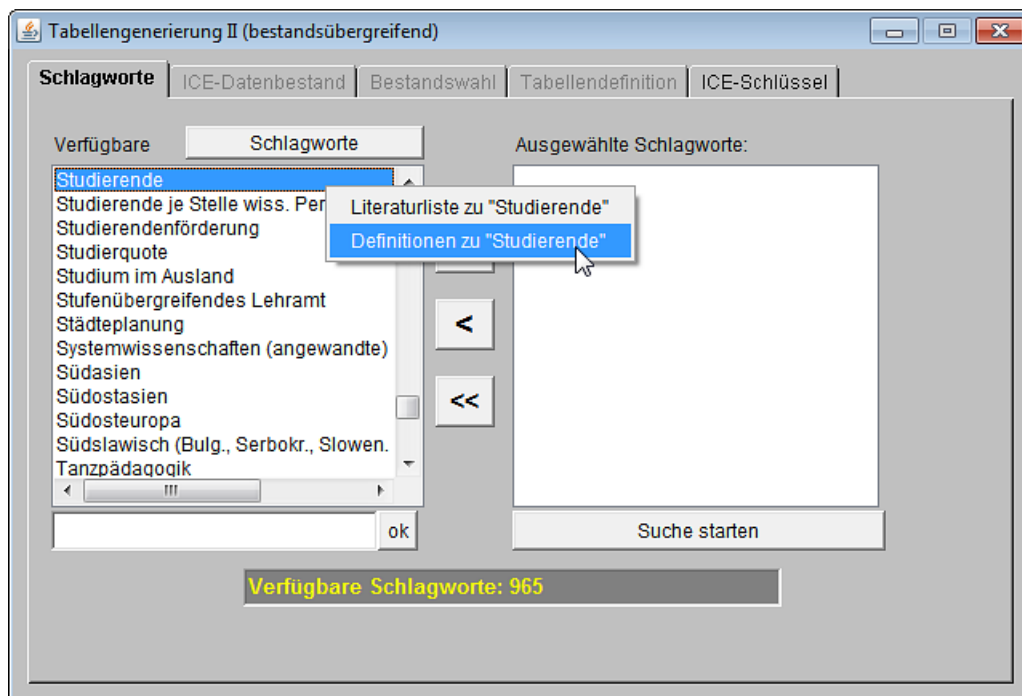 Tabellengenerierung II (bestandsübergreifend)
Schlagworte ICE-Datenbestand Bestandswahl Tabellendefinition ICE-Schlüssel
Verfügbare Schlagworte Ausgewählte Schlagworte:
Studierende
Studierende je Stelle wiss. Per
Studierendenförderung
Studierquote
Studium im Ausland
Stufenübergreifendes Lehramt
Städteplanung
Systemwissenschaften (angewandte)
Südasien
Südostasien
Südosteuropa
Südslawisch (Bulg., Serbokr., Slowen.
Tanzpädagogik
Literaturliste zu "Studierende"
Definitionen zu "Studierende"
<
<<
ok Suche starten
Verfügbare Schlagworte: 965